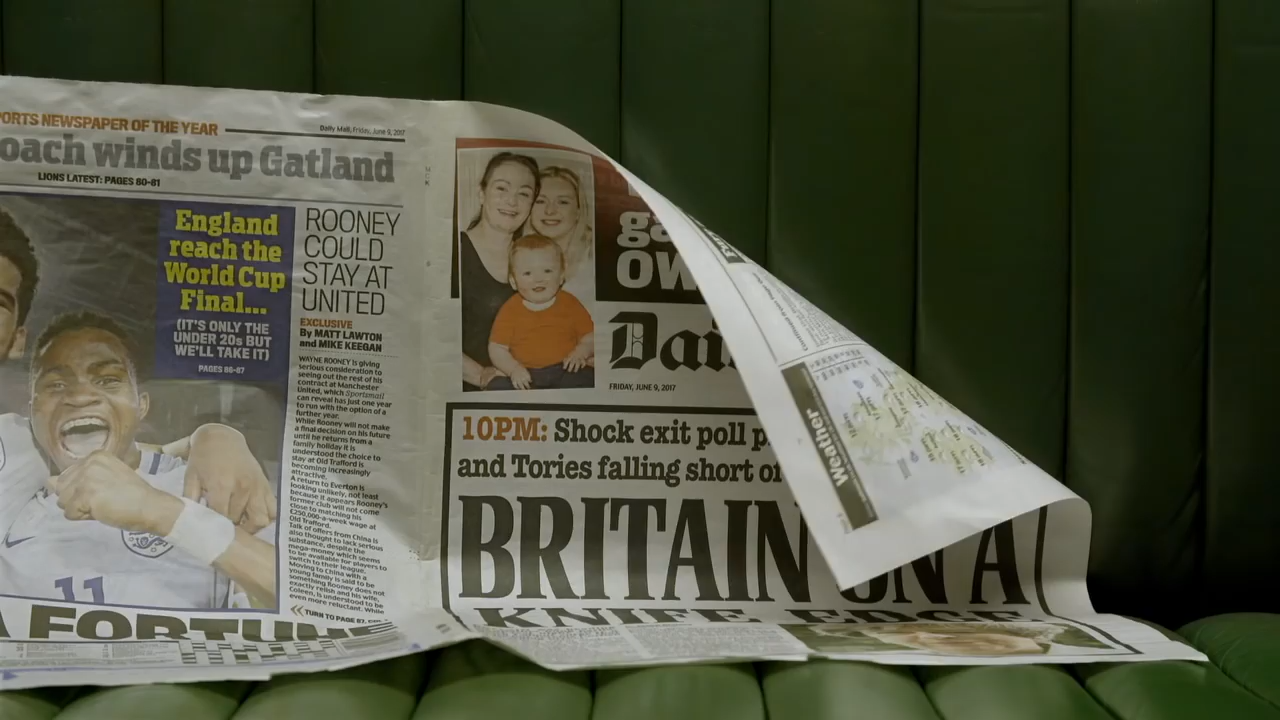 PORTS NEWSPAPER OF THE YEAR
Daily Mail, Friday, June 9, 2017
oach winds up Gatland
LIONS LATEST: PAGES 80-81
England
reach the
World Cup
Final...
(IT'S ONLY THE
UNDER 20s BUT
WE'LL TAKE IT)
PAGES 86-87
ROONEY
COULD
STAY AT
UNITED
EXCLUSIVE
By MATT LAWTON
and MIKE KEEGAN
WAYNE ROONEY is giving
serious consideration to
seeing out the rest of his
contract at Manchester
United, which Sportsmail
can reveal has just one year
to run with the option of a
further year.
While Rooney will not make
a final decision on his future
until he returns from a
family holiday it is
understood the choice to
stay at Old Trafford is
becoming increasingly
attractive.
A return to Everton is
looking unlikely, not least
because it appears Rooney's
former club will not come
close to matching his
£250,000-a-week wage at
Old Trafford.
Talk of offers from China is
also thought to lack serious
substance, despite the
mega-money which seems
to be available for players to
switch to their league.
Moving to China with a
young family is said to be
something Rooney does not
exactly relish and his wife,
Coleen, is understood to be
even more reluctant. While
TURN TO PAGE 87,
11
A FORTUNE
ga
OW
Dai
FRIDAY, JUNE 9, 2017
10PM: Shock exit poll p
and Tories falling short of
BRITAIN ON A
KNIFE EDGE
Weather